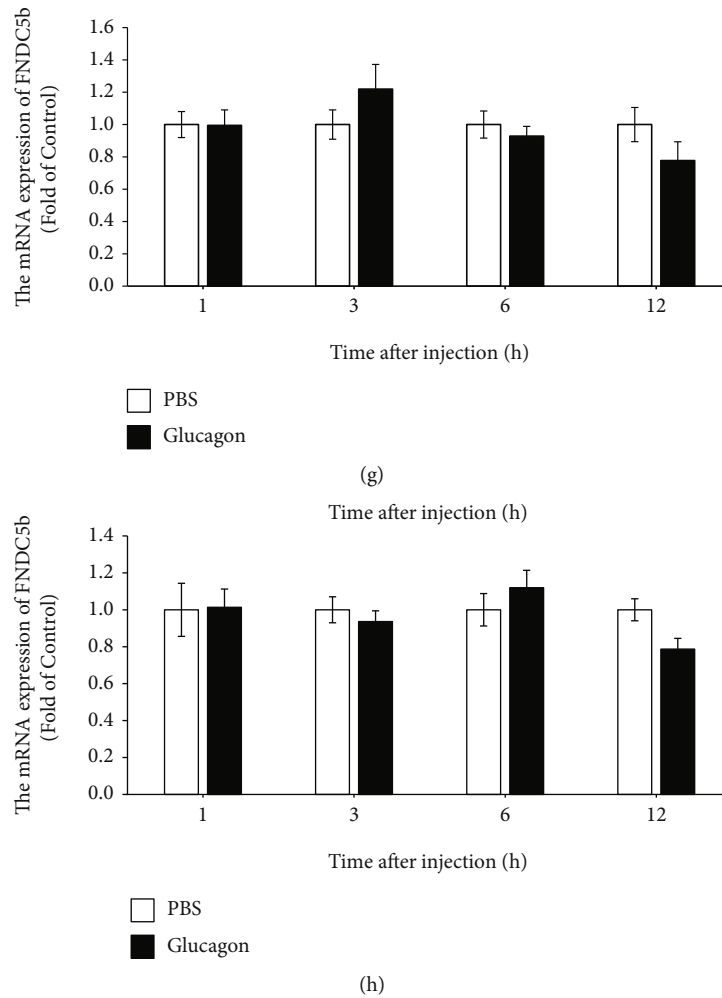 The mRNA expression of FNDC5b
(Fold of Control)
1.6
1.4
1.2
1.0
0.8
0.6
0.4
0.2
0.0
1 3 6 12
Time after injection (h)
PBS
Glucagon
(g)
Time after injection (h)
The mRNA expression of FNDC5b
(Fold of Control)
1.4
1.2
1.0
0.8
0.6
0.4
0.2
0.0
1 3 6 12
Time after injection (h)
PBS
Glucagon
(h)